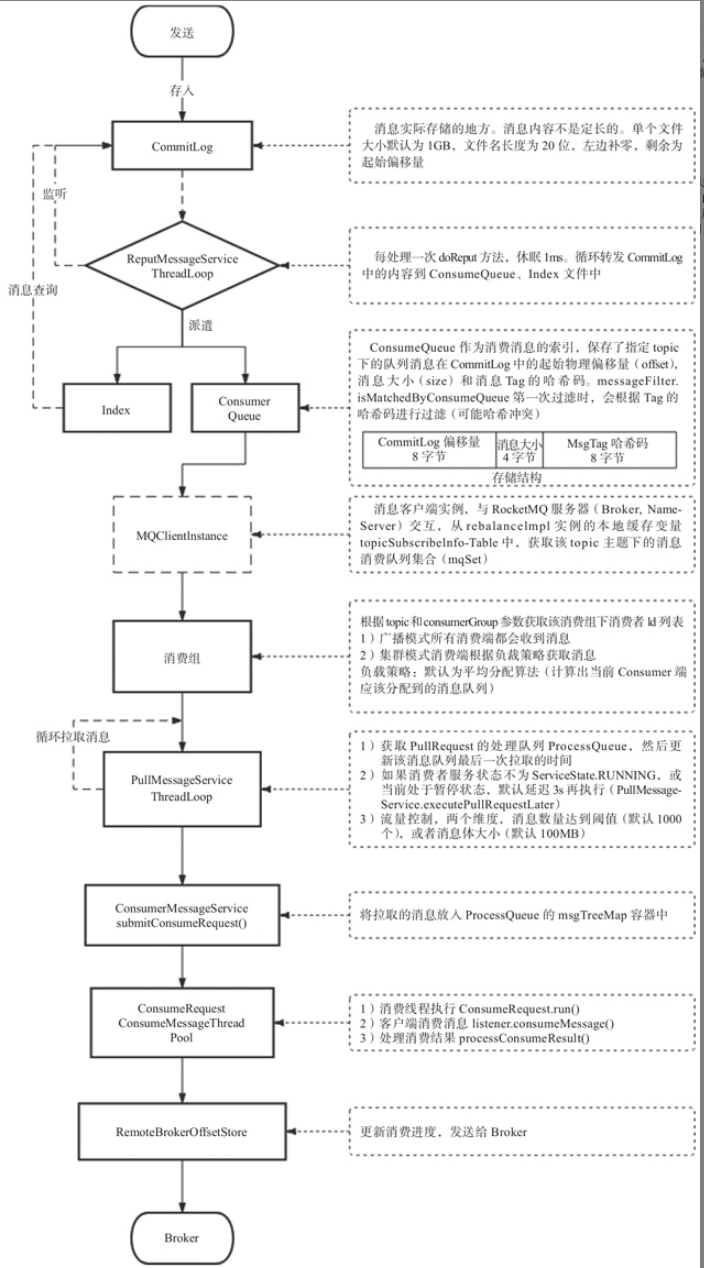 发送
存入
CommitLog
消息实际存储的地方。消息内容不是定长的。单个文件
大小默认为 1GB，文件名长度为 20 位，左边补零，剩余为
起始偏移量
监听
ReputMessageService
ThreadLoop
每处理一次 doReput 方法，休眠 1ms。循环转发 CommitLog
中的内容到 ConsumeQueue、Index 文件中
消息查询
派遣
Index
Consumer
Queue
ConsumeQueue 作为消费消息的索引，保存了指定 topic
下的队列消息在 CommitLog 中的起始物理偏移量（offset），
消息大小（size）和消息 Tag 的哈希码。messageFilter.
isMatchedByConsumeQueue 第一次过滤时，会根据 Tag 的
哈希码进行过滤（可能哈希冲突）
CommitLog 偏移量
8 字节
消息大小
4 字节
MsgTag 哈希码
8 字节
存储结构
MQClientInstance
消息客户端实例，与 RocketMQ 服务器（Broker, Name-
Server）交互，从 rebalanceImpl 实例的本地缓存变量
topicSubscribeInfo-Table 中，获取该 topic 主题下的消息
消费队列集合（mqSet）
消费组
根据 topic 和 consumerGroup 参数获取该消费组下消费者 Id 列表
1）广播模式所有消费端都会收到消息
2）集群模式消费端根据负载策略获取消息
负载策略：默认为平均分配算法（计算出当前 Consumer 端
应该分配到的消息队列）
循环拉取消息
PullMessageService
ThreadLoop
1）获取 PullRequest 的处理队列 ProcessQueue，然后更
新该消息队列最后一次拉取的时间
2）如果消费者服务状态不为 ServiceState.RUNNING，或
当前处于暂停状态，默认延迟 3s 再执行（PullMessage-
Service.executePullRequestLater）
3）流量控制，两个维度，消息数量达到阈值（默认 1000
个），或者消息体大小（默认 100MB）
ConsumerMessageService
submitConsumeRequest()
将拉取的消息放入 ProcessQueue 的 msgTreeMap 容器中
ConsumeRequest
ConsumeMessageThread
Pool
1）消费线程执行 ConsumeRequest.run()
2）客户端消费消息 listener.consumeMessage()
3）处理消费结果 processConsumeResult()
RemoteBrokerOffsetStore
更新消费进度，发送给 Broker
Broker